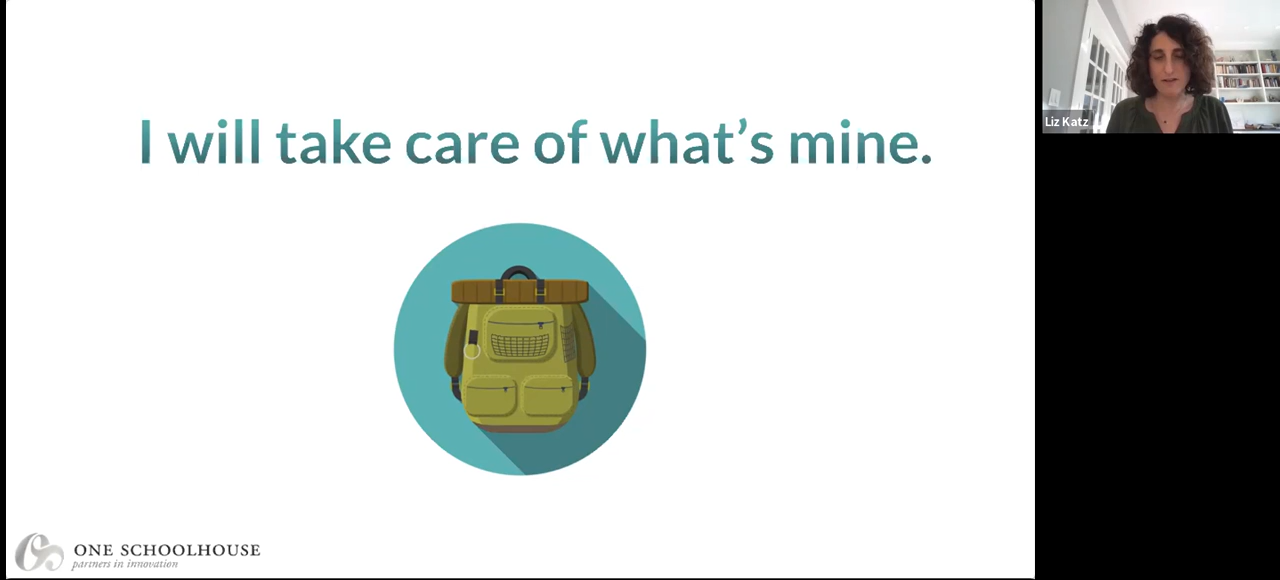 I will take care of what’s mine.
Liz Katz
ONE SCHOOLHOUSE
partners in innovation